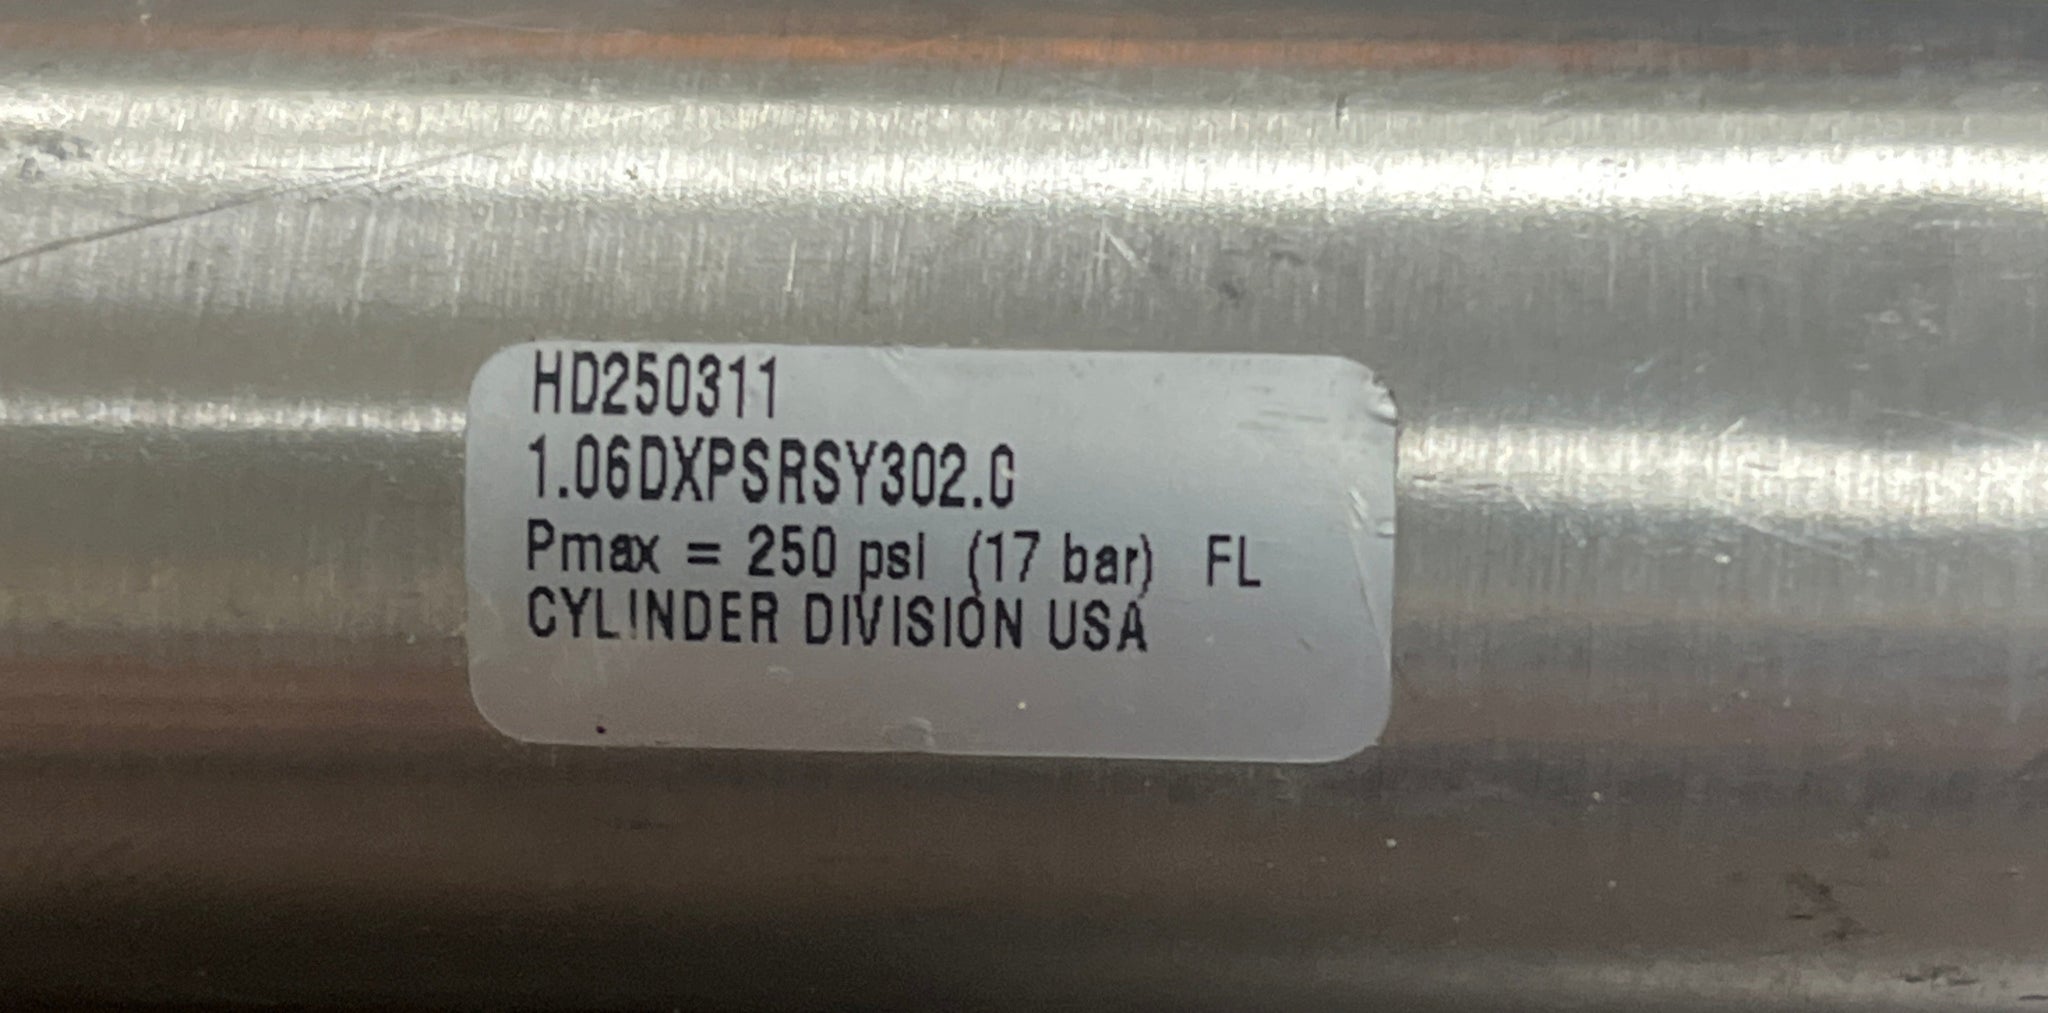 HD250311
1.06DXPSRSY302.0
Pmax = 250 psi (17 bar) FL
CYLINDER DIVISION USA